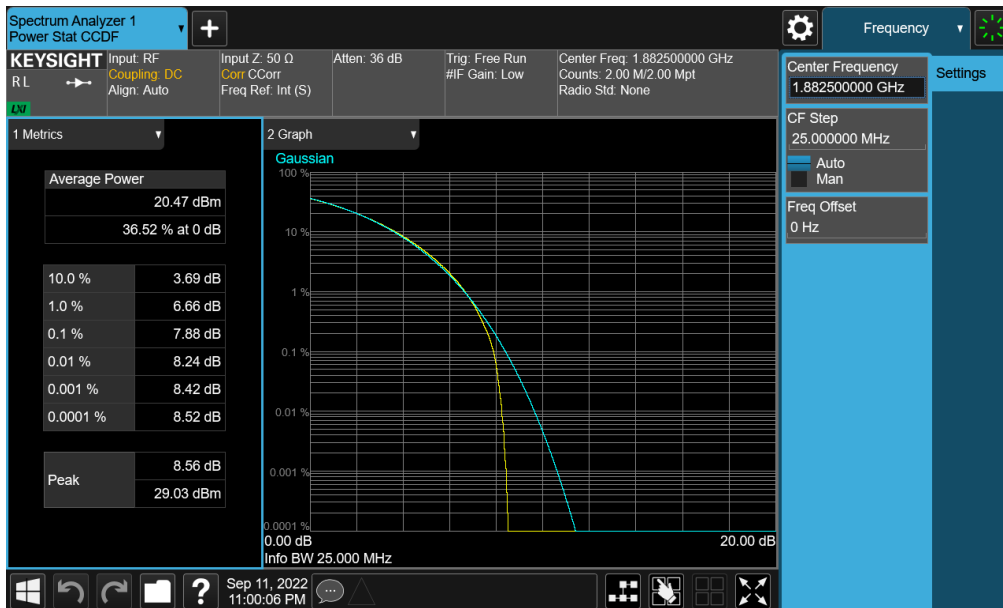 Spectrum Analyzer 1
Power Stat CCDF
+
Frequency
KEYSIGHT
RL
LXI
Input: RF
Coupling: DC
Align: Auto
Input Z: 50 Ω
Corr CCorr
Freq Ref: Int (S)
Atten: 36 dB
Trig: Free Run
#IF Gain: Low
Center Freq: 1.882500000 GHz
Counts: 2.00 M/2.00 Mpt
Radio Std: None
Center Frequency
1.882500000 GHz
Settings
CF Step
25.000000 MHz
Auto
Man
Freq Offset
0 Hz
1 Metrics
Average Power
20.47 dBm
36.52 % at 0 dB
10.0 % 3.69 dB
1.0 % 6.66 dB
0.1 % 7.88 dB
0.01 % 8.24 dB
0.001 % 8.42 dB
0.0001 % 8.52 dB
Peak 8.56 dB
29.03 dBm
2 Graph
Gaussian
100 %
10 %
1 %
0.1 %
0.01 %
0.001 %
0.0001 %
0.00 dB 20.00 dB
Info BW 25.000 MHz
?
Sep 11, 2022
11:00:06 PM